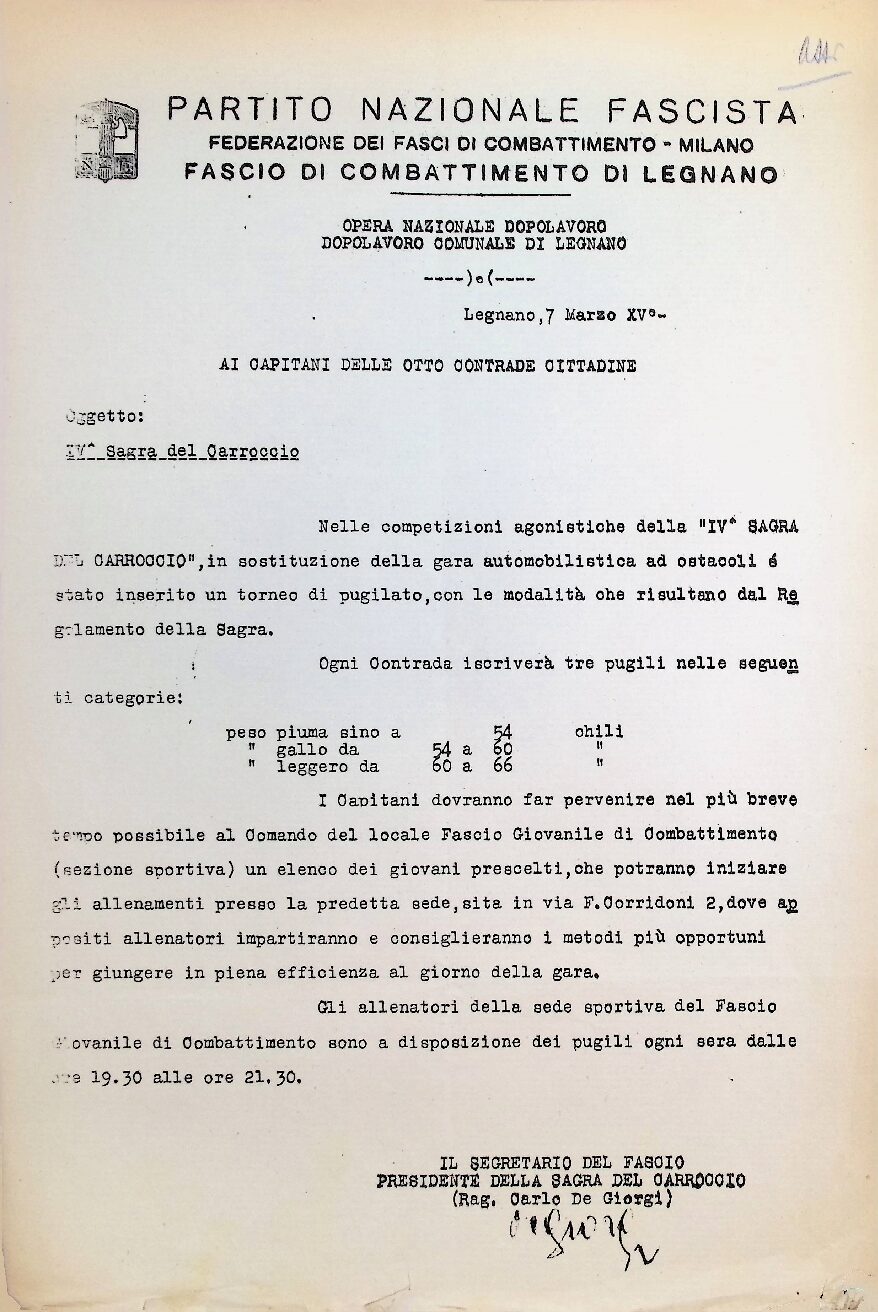 PARTITO NAZIONALE FASCISTA
FEDERAZIONE DEI FASCI DI COMBATTIMENTO - MILANO
FASCIO DI COMBATTIMENTO DI LEGNANO
OPERA NAZIONALE DOPOLAVORO
DOPOLAVORO COMUNALE DI LEGNANO
----)o(----
Legnano,7 Marzo XV°-
AI CAPITANI DELLE OTTO CONTRADE CITTADINE
Oggetto:
IV^ Sagra del Carroccio
Nelle competizioni agonistiche della "IV^ SAGRA
DEL CARROCCIO",in sostituzione della gara automobilistica ad ostacoli é
stato inserito un torneo di pugilato,con le modalità che risultano dal Re
golamento della Sagra.
Ogni Contrada iscriverà tre pugili nelle seguen
ti categorie:
peso piuma sino a 54 chili
" gallo da 54 a 60 "
" leggero da 60 a 66 "
I Capitani dovranno far pervenire nel più breve
tempo possibile al Comando del locale Fascio Giovanile di Combattimento
(sezione sportiva) un elenco dei giovani prescelti,che potranno iniziare
gli allenamenti presso la predetta sede,sita in via F.Corridoni 2,dove ap
positi allenatori impartiranno e consiglieranno i metodi più opportuni
per giungere in piena efficienza al giorno della gara.
Gli allenatori della sede sportiva del Fascio
Giovanile di Combattimento sono a disposizione dei pugili ogni sera dalle
ore 19.30 alle ore 21.30.
IL SEGRETARIO DEL FASCIO
PRESIDENTE DELLA SAGRA DEL CARROCCIO
(Rag. Carlo De Giorgi)